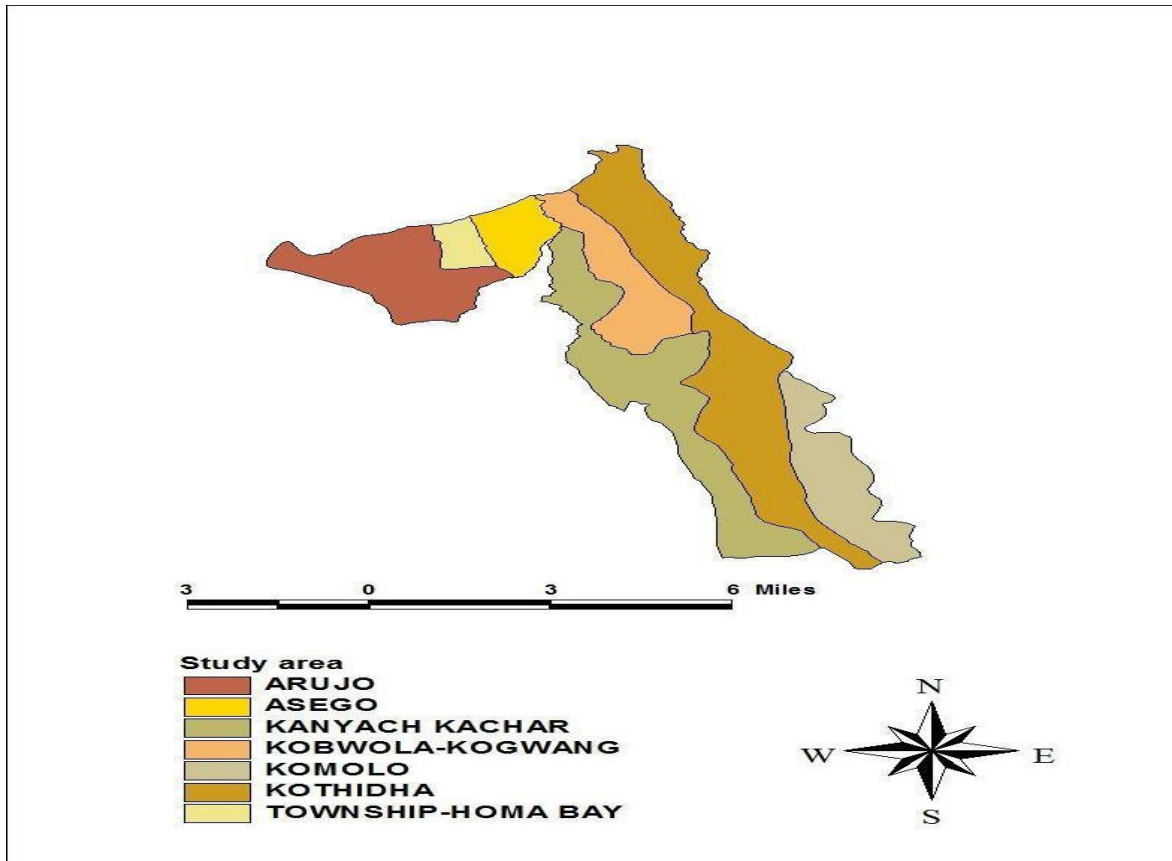 3 0 3 6 Miles
Study area
ARUJO
ASEGO
KANYACH KACHAR
KOBWOLA-KOGWANG
KOMOLO
KOTHIDHA
TOWNSHIP-HOMA BAY
N
W E
S